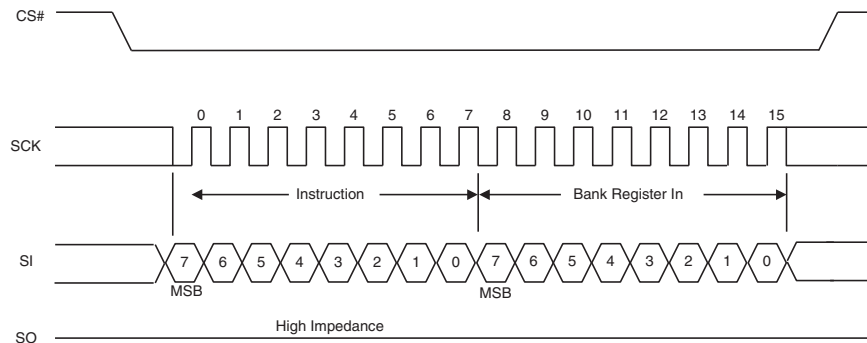 CS#
0 1 2 3 4 5 6 7 8 9 10 11 12 13 14 15
SCK
Instruction Bank Register In
SI 7 6 5 4 3 2 1 0 7 6 5 4 3 2 1 0
MSB MSB
High Impedance
SO